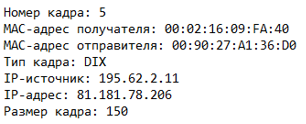 Номер кадра: 5
MAC-адрес получателя: 00:02:16:09:FA:40
MAC-адрес отправителя: 00:90:27:A1:36:D0
Тип кадра: DIX
IP-источник: 195.62.2.11
IP-адрес: 81.181.78.206
Размер кадра: 150